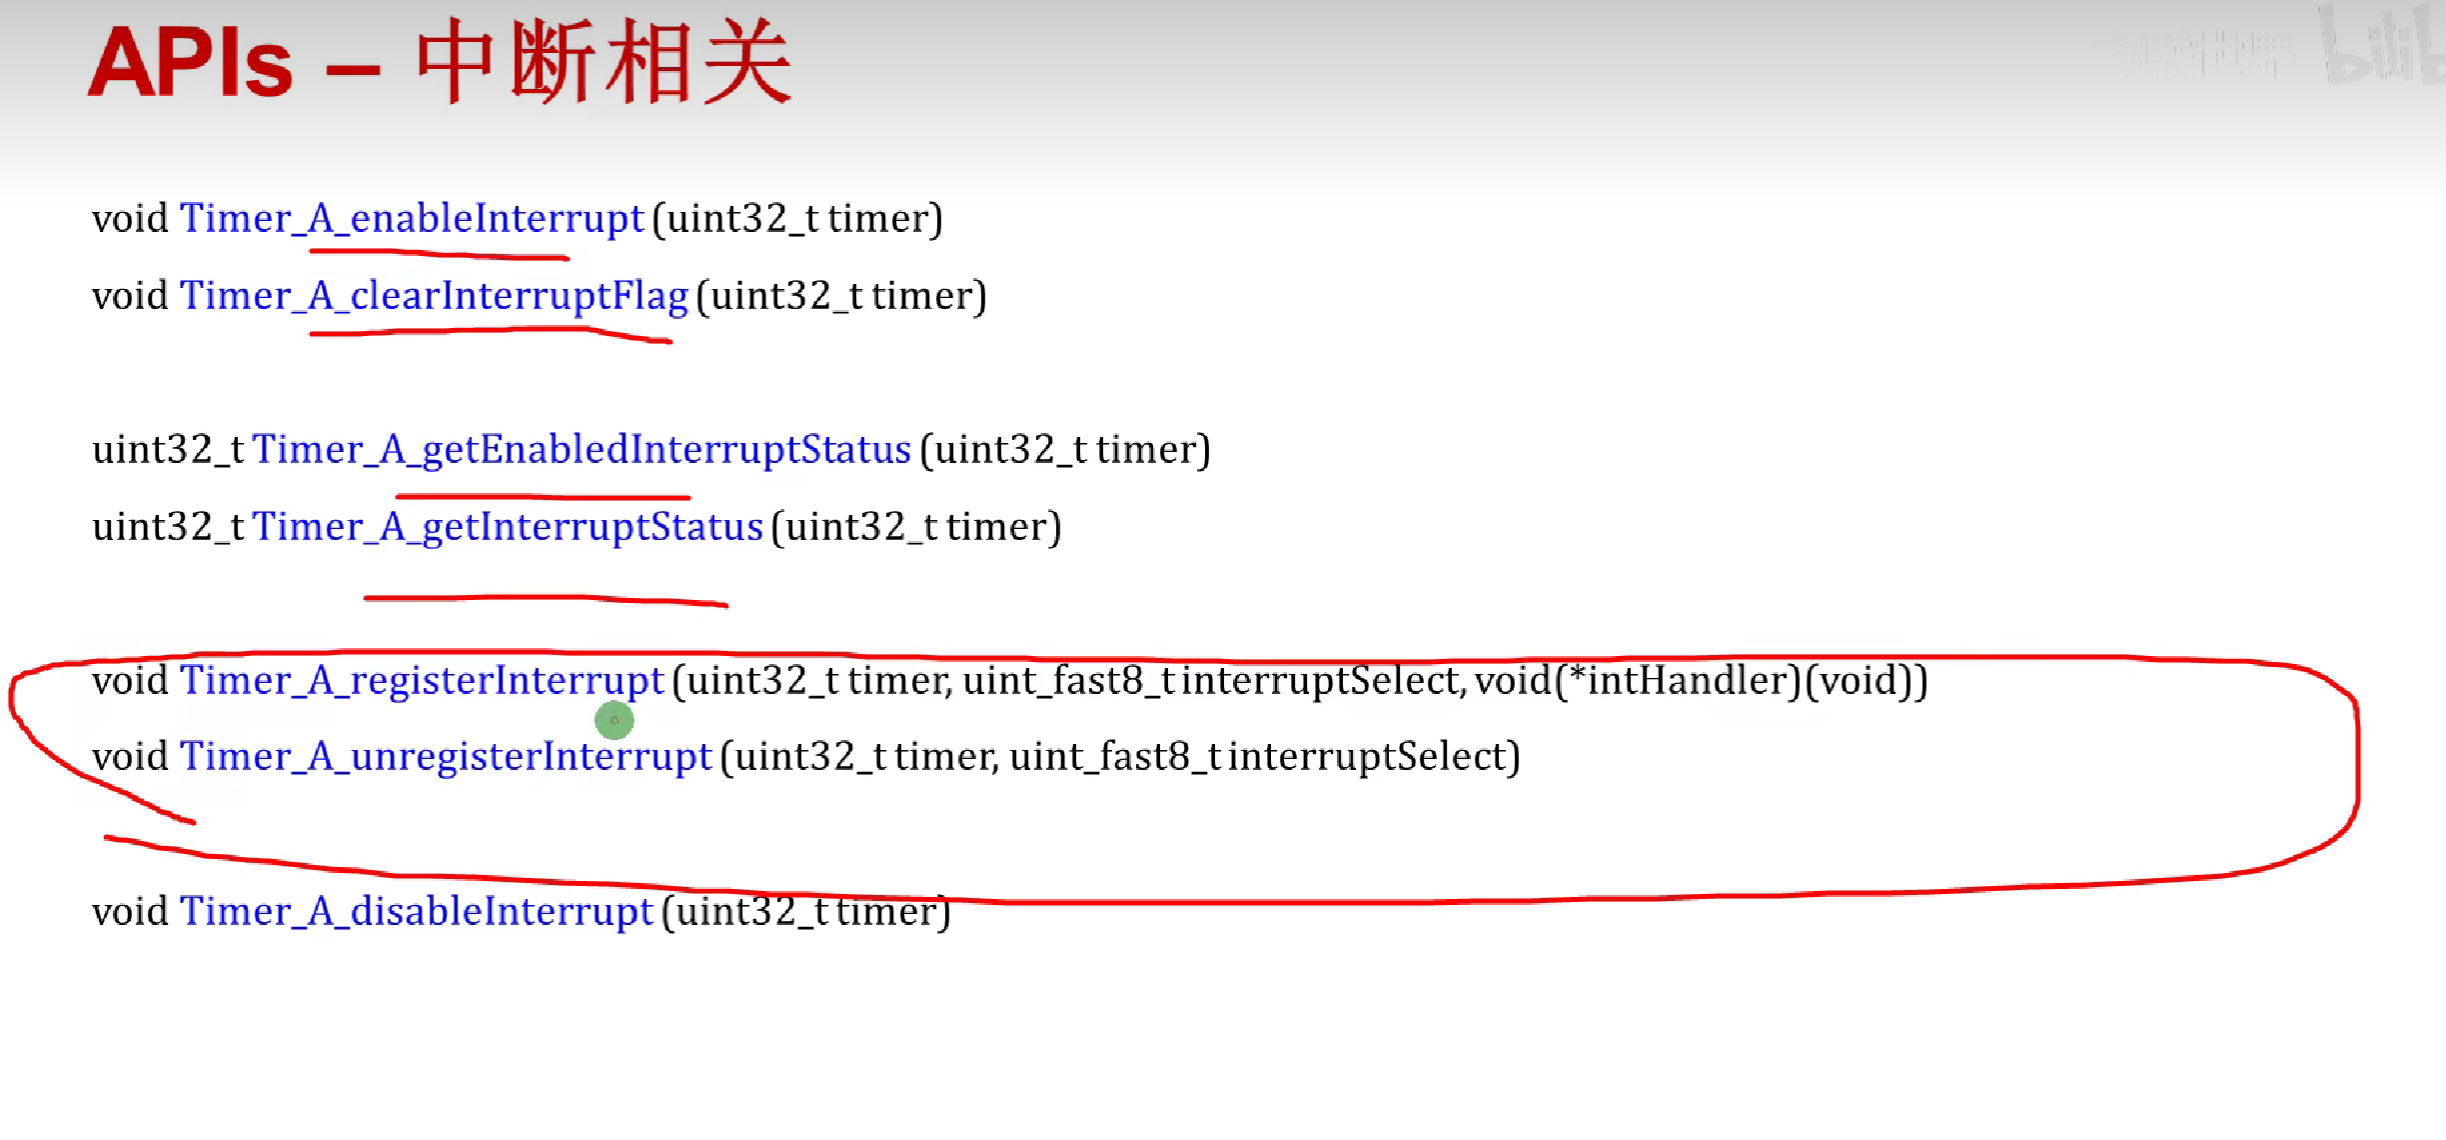 APIs – 中断相关
void Timer_A_enableInterrupt (uint32_t timer)
void Timer_A_clearInterruptFlag (uint32_t timer)
uint32_t Timer_A_getEnabledInterruptStatus (uint32_t timer)
uint32_t Timer_A_getInterruptStatus (uint32_t timer)
void Timer_A_registerInterrupt (uint32_t timer, uint_fast8_t interruptSelect, void(*intHandler)(void))
void Timer_A_unregisterInterrupt (uint32_t timer, uint_fast8_t interruptSelect)
void Timer_A_disableInterrupt (uint32_t timer)